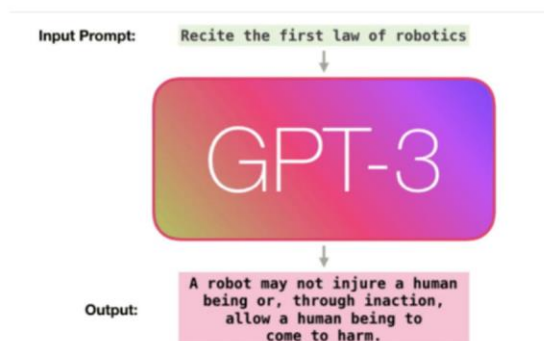 Input Prompt: Recite the first law of robotics
GPT-3
A robot may not injure a human
being or, through inaction,
Output: allow a human being to
come to harm.